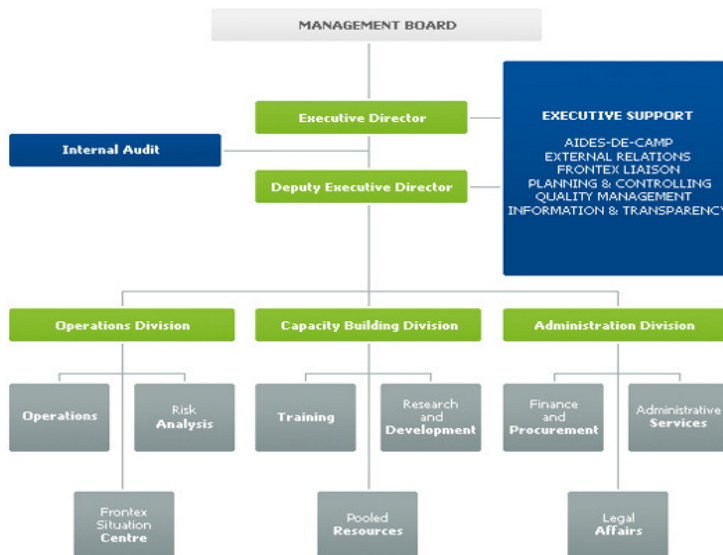 MANAGEMENT BOARD
Executive Director
EXECUTIVE SUPPORT
AIDES-DE-CAMP
EXTERNAL RELATIONS
FRONTEX LIAISON
PLANNING & CONTROLLING
QUALITY MANAGEMENT
INFORMATION & TRANSPARENCY
Internal Audit
Deputy Executive Director
Operations Division
Capacity Building Division
Administration Division
Operations
Risk
Analysis
Training
Research
and
Development
Finance
and
Procurement
Administrative
Services
Frontex
Situation
Centre
Pooled
Resources
Legal
Affairs